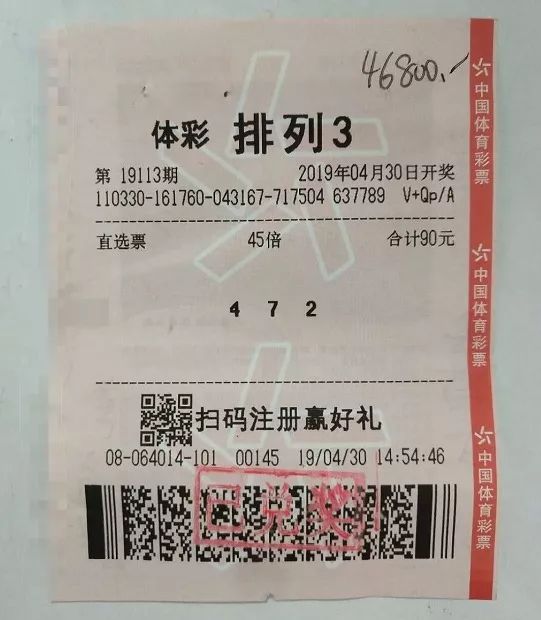 46800.-
体彩 排列3
第 19113期 2019年04月30日开奖
110330-161760-043167-717504 637789 V+Qp/A
直选票 45倍 合计90元
4 7 2
扫码注册赢好礼
08-064014-101 00145 19/04/30 14:54:46
已兑奖
中国体育彩票
中国体育彩票
中国体育彩票